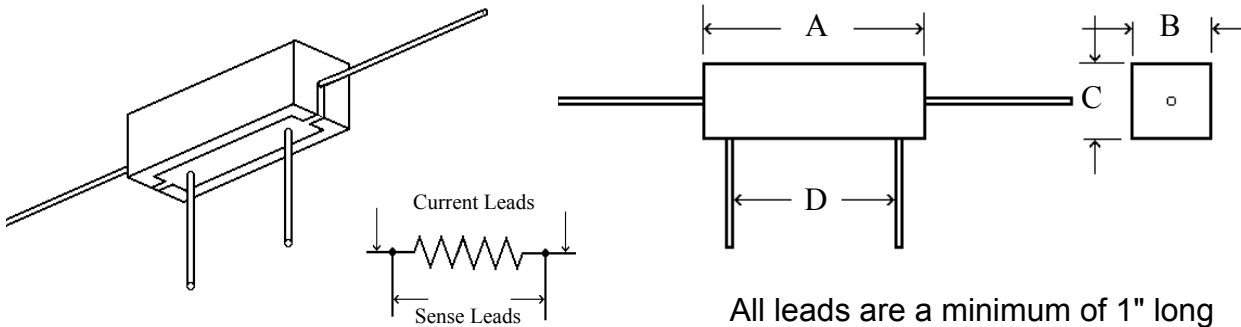 A
B
C
D
Current Leads
Sense Leads
All leads are a minimum of 1" long